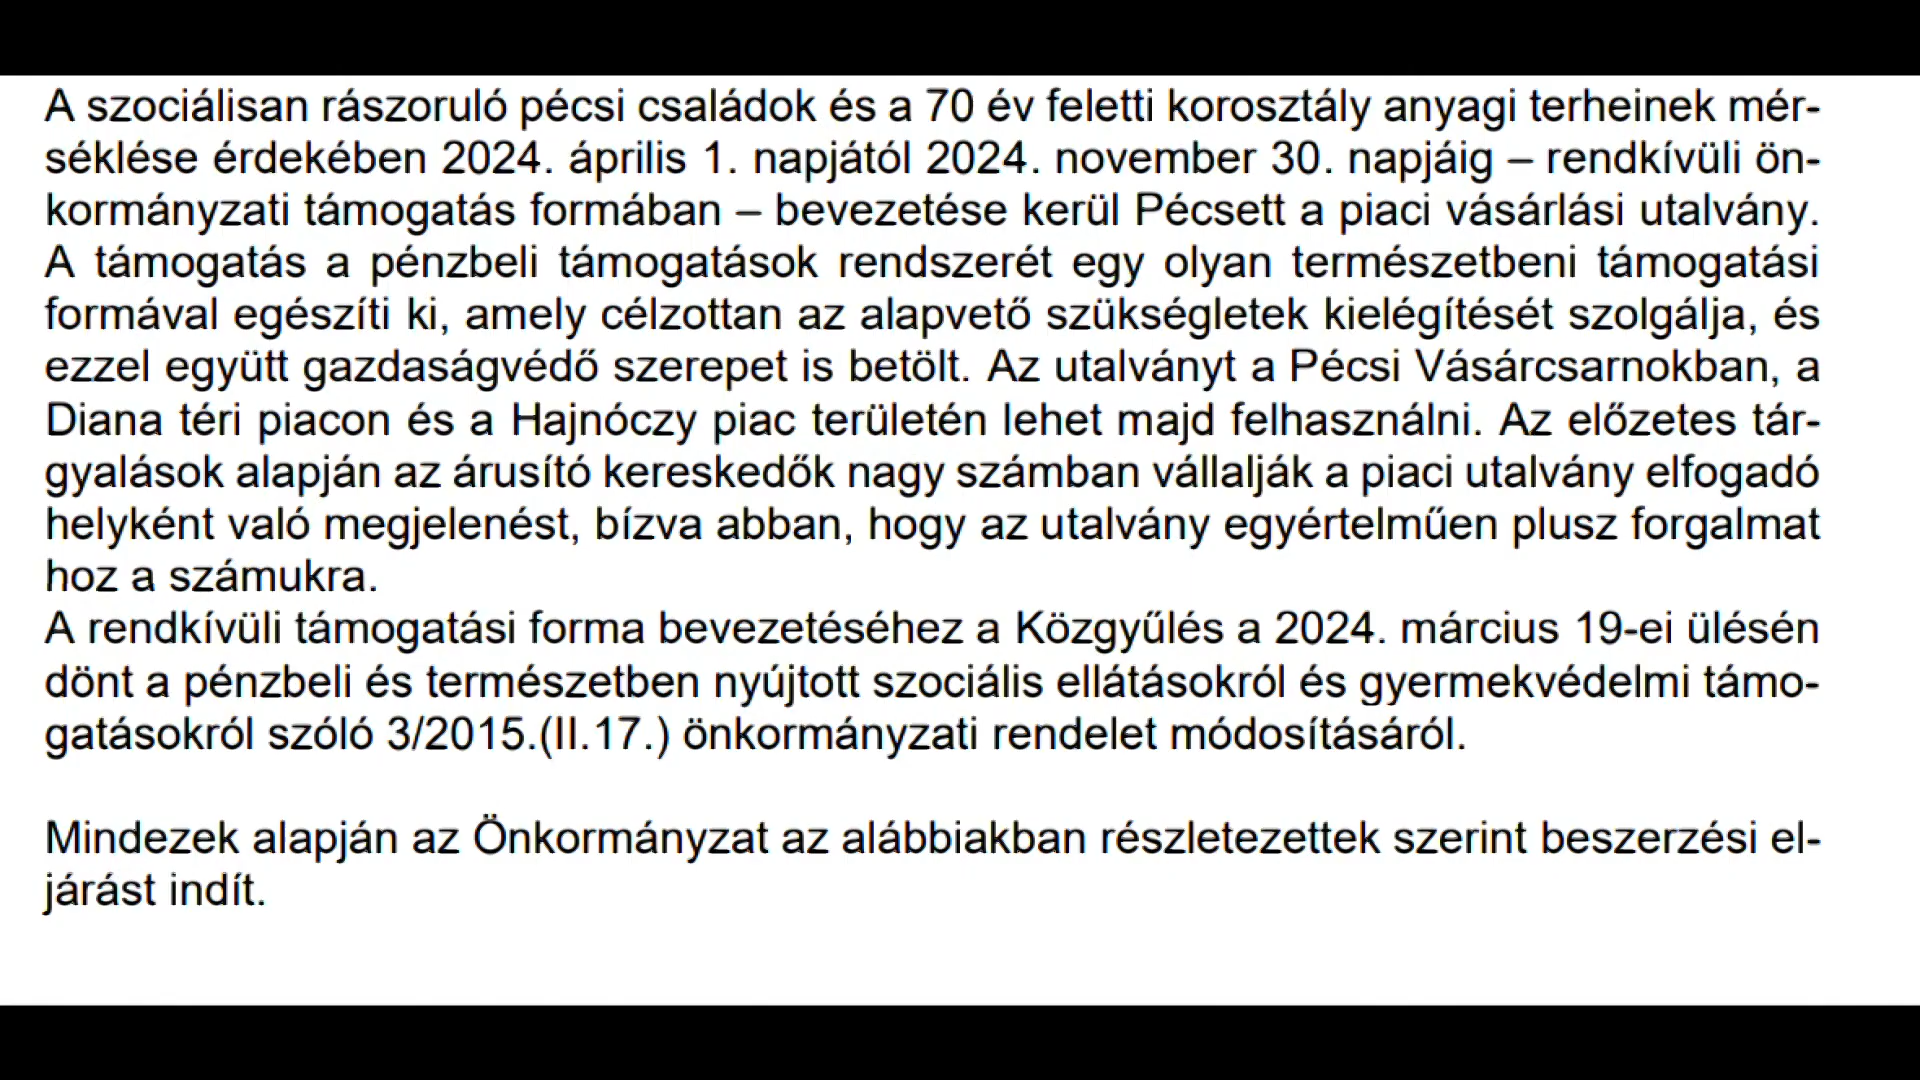 A szociálisan rászoruló pécsi családok és a 70 év feletti korosztály anyagi terheinek mér-
séklése érdekében 2024. április 1. napjától 2024. november 30. napjáig – rendkívüli ön-
kormányzati támogatás formában – bevezetése kerül Pécsett a piaci vásárlási utalvány.
A támogatás a pénzbeli támogatások rendszerét egy olyan természetbeni támogatási
formával egészíti ki, amely célzottan az alapvető szükségletek kielégítését szolgálja, és
ezzel együtt gazdaságvédő szerepet is betölt. Az utalványt a Pécsi Vásárcsarnokban, a
Diana téri piacon és a Hajnóczy piac területén lehet majd felhasználni. Az előzetes tár-
gyalások alapján az árusító kereskedők nagy számban vállalják a piaci utalvány elfogadó
helyként való megjelenést, bízva abban, hogy az utalvány egyértelműen plusz forgalmat
hoz a számukra.
A rendkívüli támogatási forma bevezetéséhez a Közgyűlés a 2024. március 19-ei ülésén
dönt a pénzbeli és természetben nyújtott szociális ellátásokról és gyermekvédelmi támo-
gatásokról szóló 3/2015.(II.17.) önkormányzati rendelet módosításáról.
Mindezek alapján az Önkormányzat az alábbiakban részletezettek szerint beszerzési el-
járást indít.